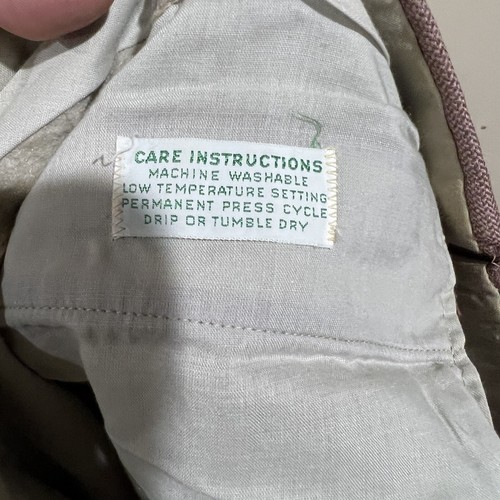 CARE INSTRUCTIONS
MACHINE WASHABLE
LOW TEMPERATURE SETTING
PERMANENT PRESS CYCLE
DRIP OR TUMBLE DRY